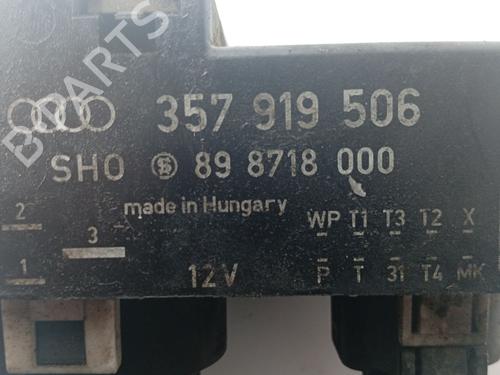 B-PARTS
357 919 506
SHO 89 8718 000
made in Hungary
2
3
1
12V
WP T1 T3 T2 X
P T 31 T4 MK